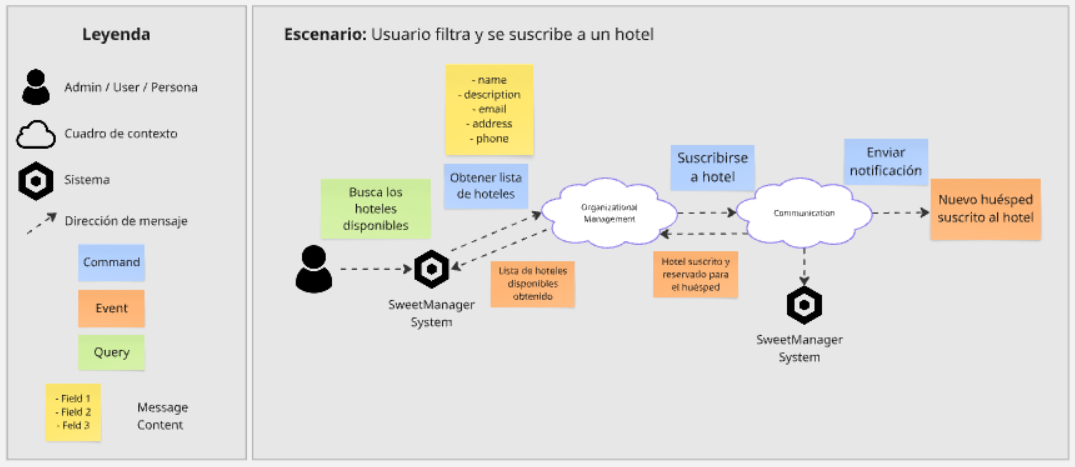 Leyenda
Admin / User / Persona
Cuadro de contexto
Sistema
Dirección de mensaje
Command
Event
Query
- Field 1
- Field 2
- Feld 3
Message
Content
Escenario: Usuario filtra y se suscribe a un hotel
- name
- description
- email
- address
- phone
Busca los
hoteles
disponibles
Obtener lista
de hoteles
SweetManager
System
Lista de hoteles
disponibles
obtenido
Organizational
Management
Suscribirse
a hotel
Hotel suscrito y
reservado para
el huésped
Communication
Enviar
notificación
Nuevo huésped
suscrito al hotel
SweetManager
System